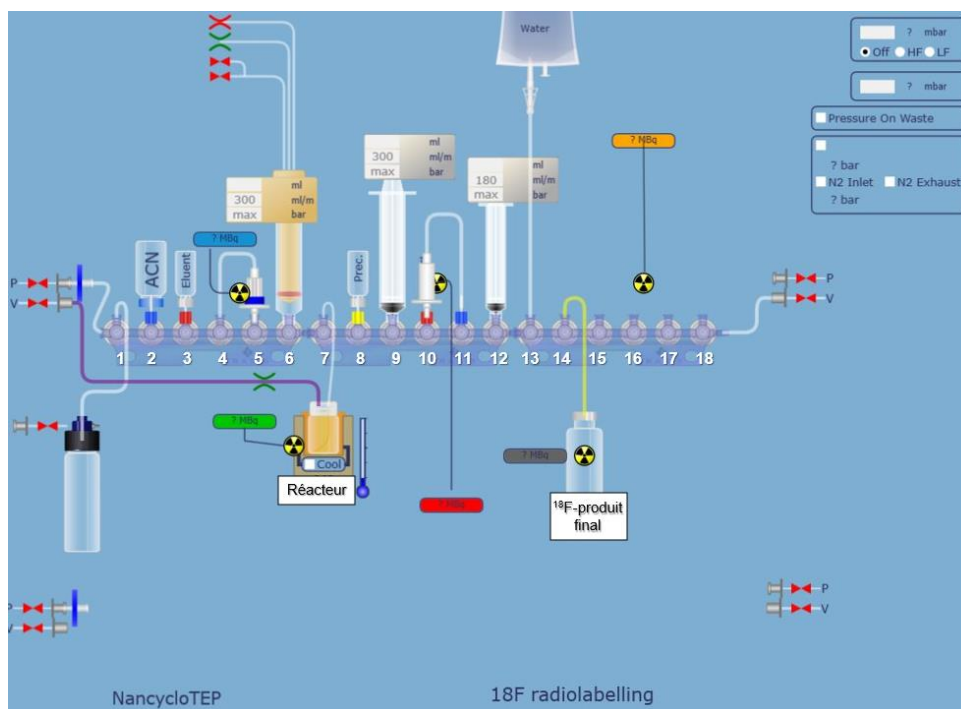 Water
? mbar
Off HF LF
? mbar
Pressure On Waste
? bar
N2 Inlet N2 Exhaust
? bar
ml
300 ml/m
max bar
ml
300 ml/m
max bar
ml
180 ml/m
max bar
? MBq
? MBq
ACN
Eluent
Prec.
P
V
P
V
1 2 3 4 5 6 7 8 9 10 11 12 13 14 15 16 17 18
? MBq
Cool
Réacteur
? MBq
? MBq
18F-produit
final
P
V
P
V
NancycloTEP
18F radiolabelling